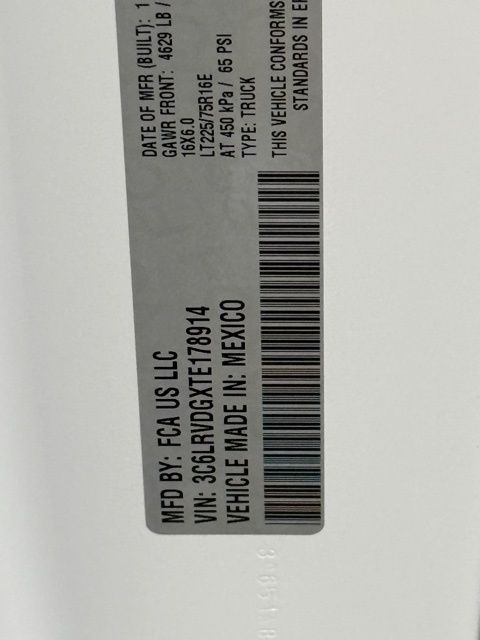 DATE OF MFR (BUILT): 1
GAWR FRONT: 4629 LB /
16X6.0
LT225/75R16E
AT 450 kPa / 65 PSI
TYPE: TRUCK
THIS VEHICLE CONFORMS
STANDARDS IN
MFD BY: FCA US LLC
VIN: 3C6LRVDGXTE178914
VEHICLE MADE IN: MEXICO